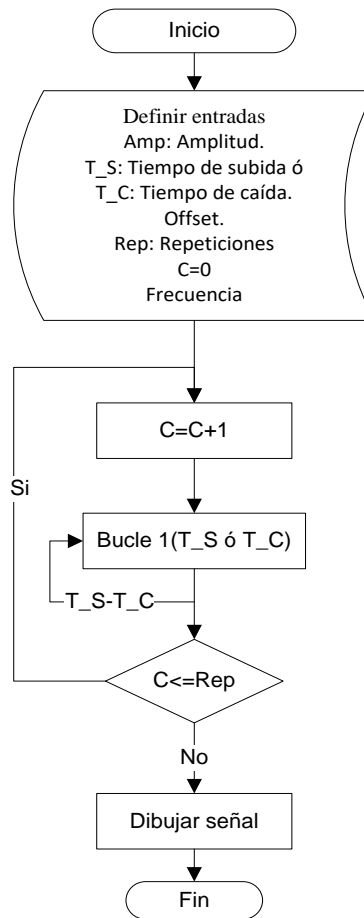 Inicio
Definir entradas
Amp: Amplitud.
T_S: Tiempo de subida ó
T_C: Tiempo de caída.
Offset.
Rep: Repeticiones
C=0
Frecuencia
C=C+1
Si
Bucle 1(T_S ó T_C)
T_S-T_C
C<=Rep
No
Dibujar señal
Fin